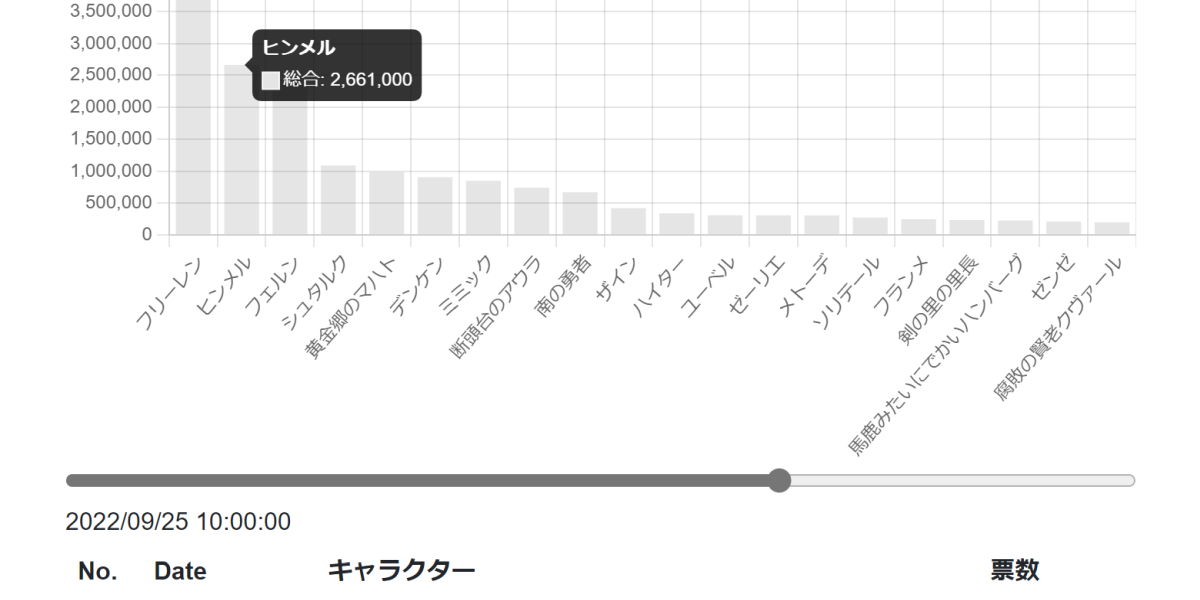 3,500,000
3,000,000
2,500,000
2,000,000
1,500,000
1,000,000
500,000
0
ヒンメル
総合: 2,661,000
フリーレン
ヒンメル
フェルン
シュタルク
黄金郷のマハト
デンケン
ミミック
断頭台のアウラ
南の勇者
ザイン
ハイター
ユーベル
ゼーリエ
メトーデ
ソリテール
フランメ
剣の里の里長
馬鹿みたいにでかいハンバーグ
ゼンゼ
腐敗の賢老クヴァール
2022/09/25 10:00:00
No. Date キャラクター 票数